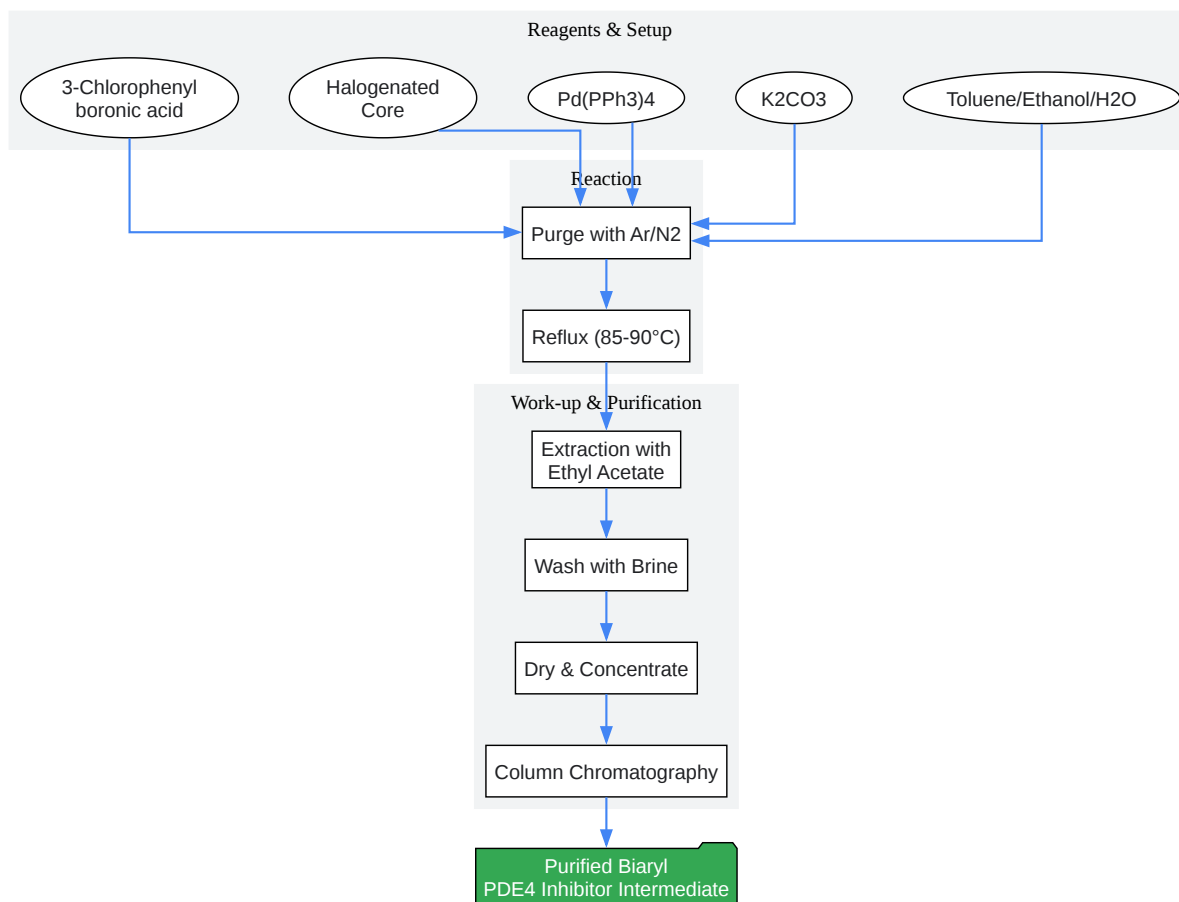 Reagents & Setup
3-Chlorophenyl
boronic acid
Halogenated
Core
Pd(PPh3)4
K2CO3
Toluene/Ethanol/H2O
Reaction
Purge with Ar/N2
Reflux (85-90°C)
Work-up & Purification
Extraction with
Ethyl Acetate
Wash with Brine
Dry & Concentrate
Column Chromatography
Purified Biaryl
PDE4 Inhibitor Intermediate